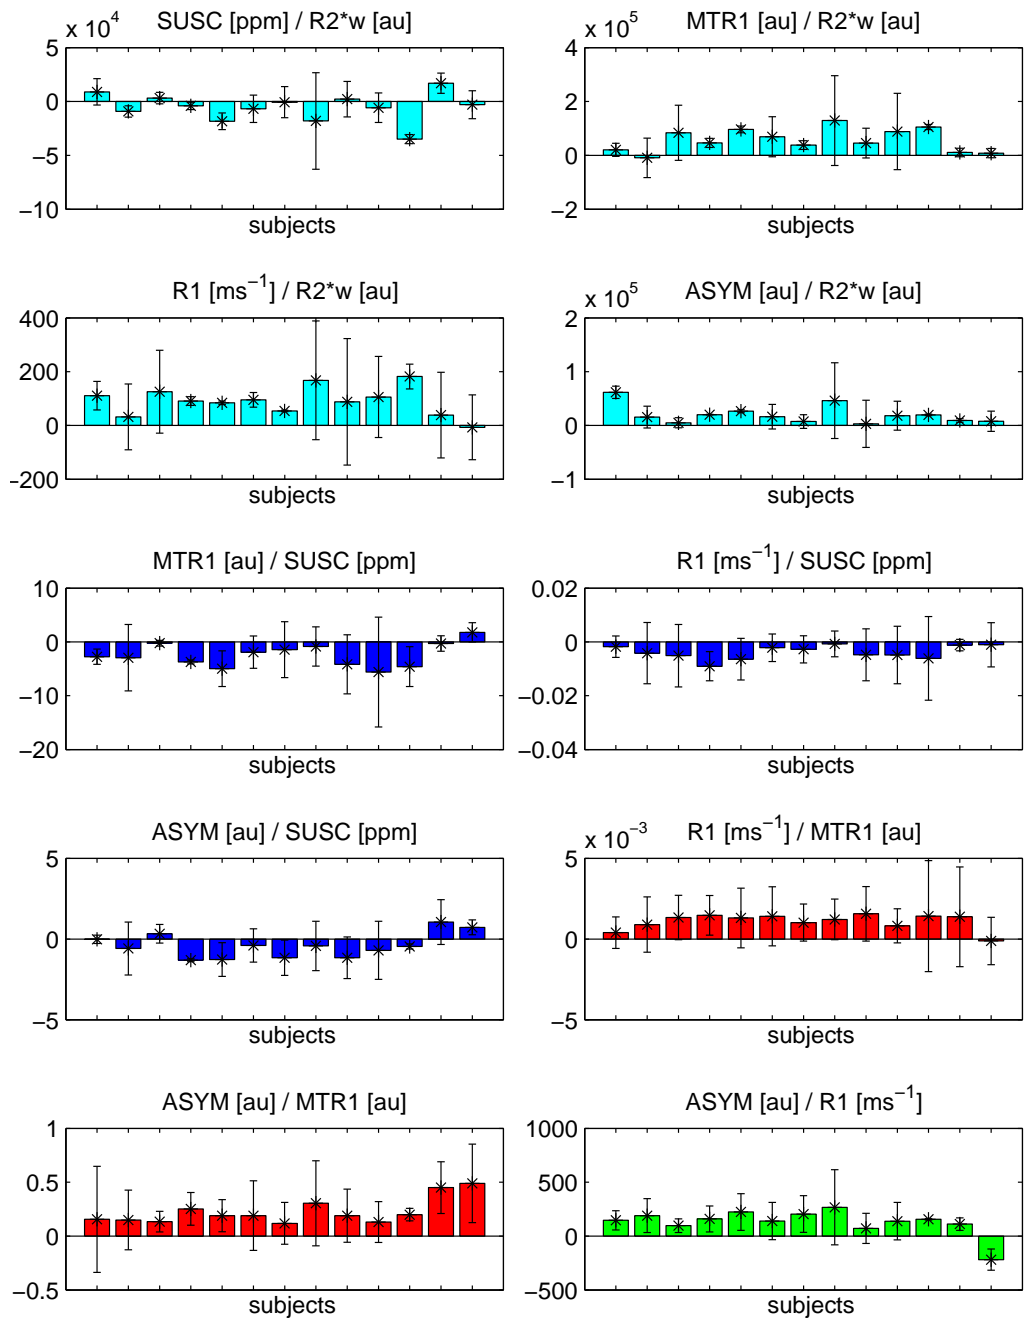 SUSC [ppm] / R2*w [au]
x 10^4
5
0
−5
−10
subjects
MTR1 [au] / R2*w [au]
x 10^5
4
2
0
−2
subjects
R1 [ms^−1] / R2*w [au]
400
200
0
−200
subjects
ASYM [au] / R2*w [au]
x 10^5
2
1
0
−1
subjects
MTR1 [au] / SUSC [ppm]
10
0
−10
−20
subjects
R1 [ms^−1] / SUSC [ppm]
0.02
0
−0.02
−0.04
subjects
ASYM [au] / SUSC [ppm]
5
0
−5
subjects
R1 [ms^−1] / MTR1 [au]
x 10^−3
5
0
−5
subjects
ASYM [au] / MTR1 [au]
1
0.5
0
−0.5
subjects
ASYM [au] / R1 [ms^−1]
1000
500
0
−500
subjects